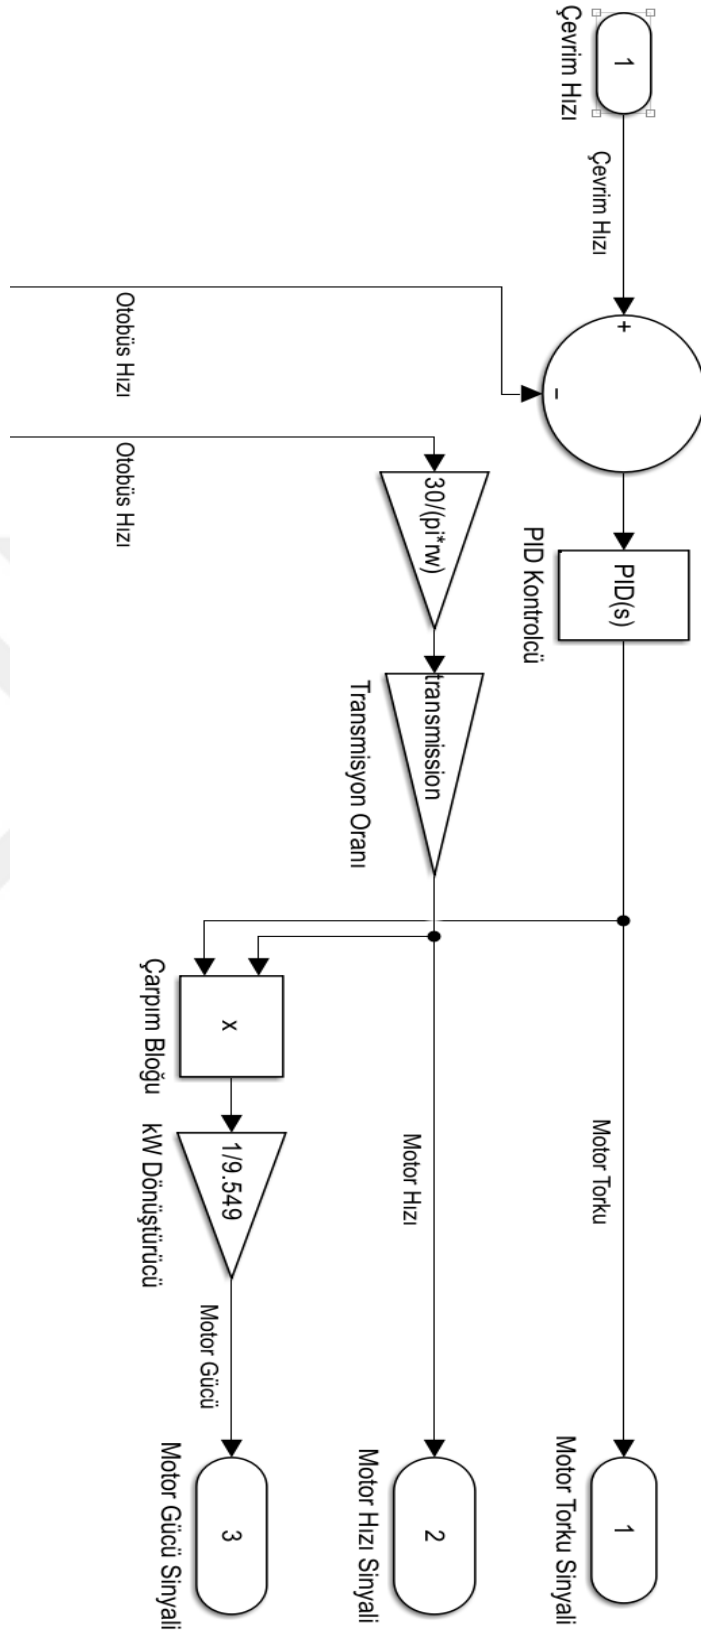 1
Çevrim Hızı
Çevrim Hızı
+
-
PID(s)
PID Kontrolcü
Motor Torku
1
Motor Torku Sinyali
Otobüs Hızı
Otobüs Hızı
30/(pi*rw)
transmission
Transmisyon Oranı
Motor Hızı
2
Motor Hızı Sinyali
x
Çarpım Bloğu
1/9.549
kW Dönüştürücü
Motor Gücü
3
Motor Gücü Sinyali